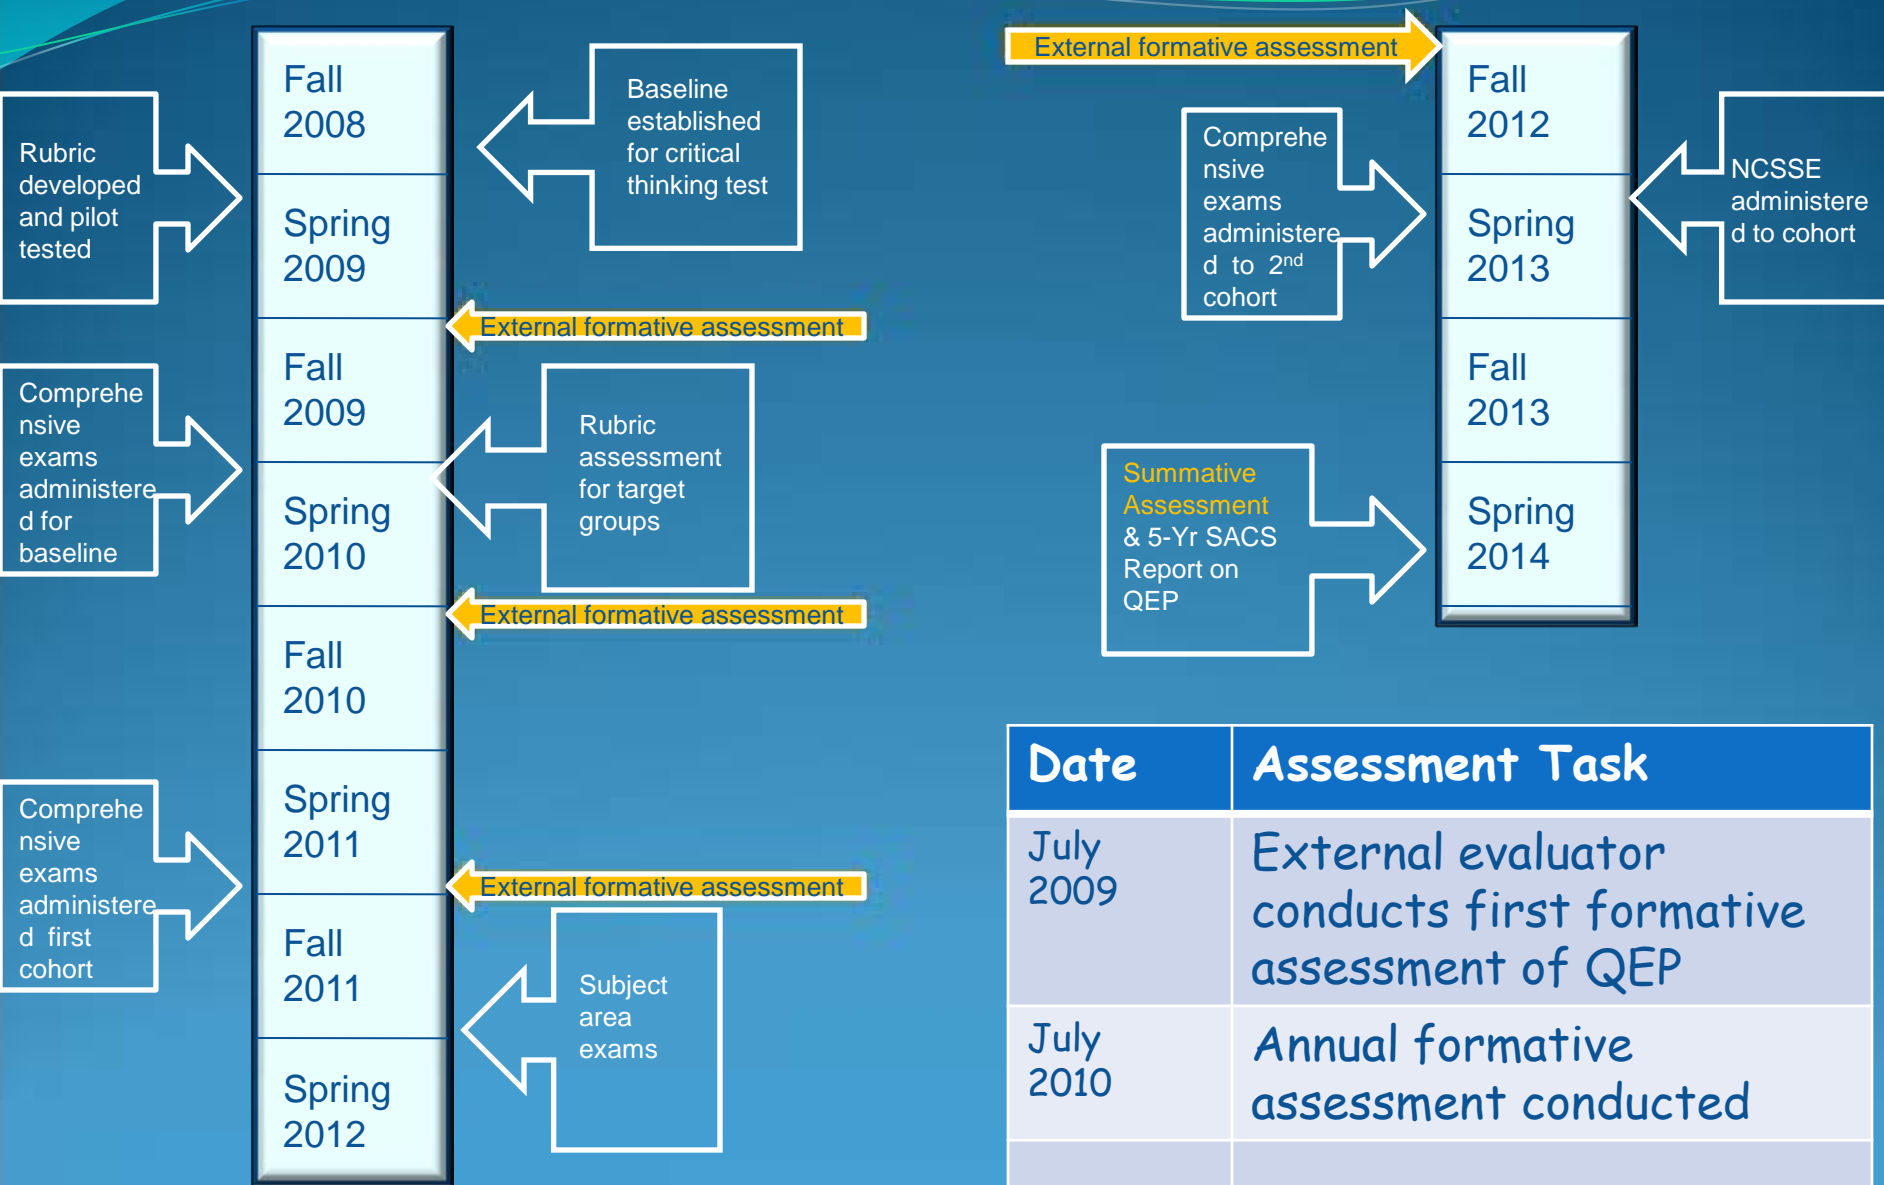 Fall
2008
Spring
2009
Fall
2009
Spring
2010
Fall
2010
Spring
2011
Fall
2011
Spring
2012
Rubric
developed
and pilot
tested
Baseline
established
for critical
thinking test
External formative assessment
Comprehe
nsive
exams
administere
d for
baseline
Rubric
assessment
for target
groups
External formative assessment
Comprehe
nsive
exams
administere
d first
cohort
External formative assessment
Subject
area
exams
External formative assessment
Fall
2012
Spring
2013
Fall
2013
Spring
2014
Comprehe
nsive
exams
administere
d to 2nd
cohort
NCSSE
administere
d to cohort
Summative
Assessment
& 5-Yr SACS
Report on
QEP
Date Assessment Task
July
2009
External evaluator
conducts first formative
assessment of QEP
July
2010
Annual formative
assessment conducted